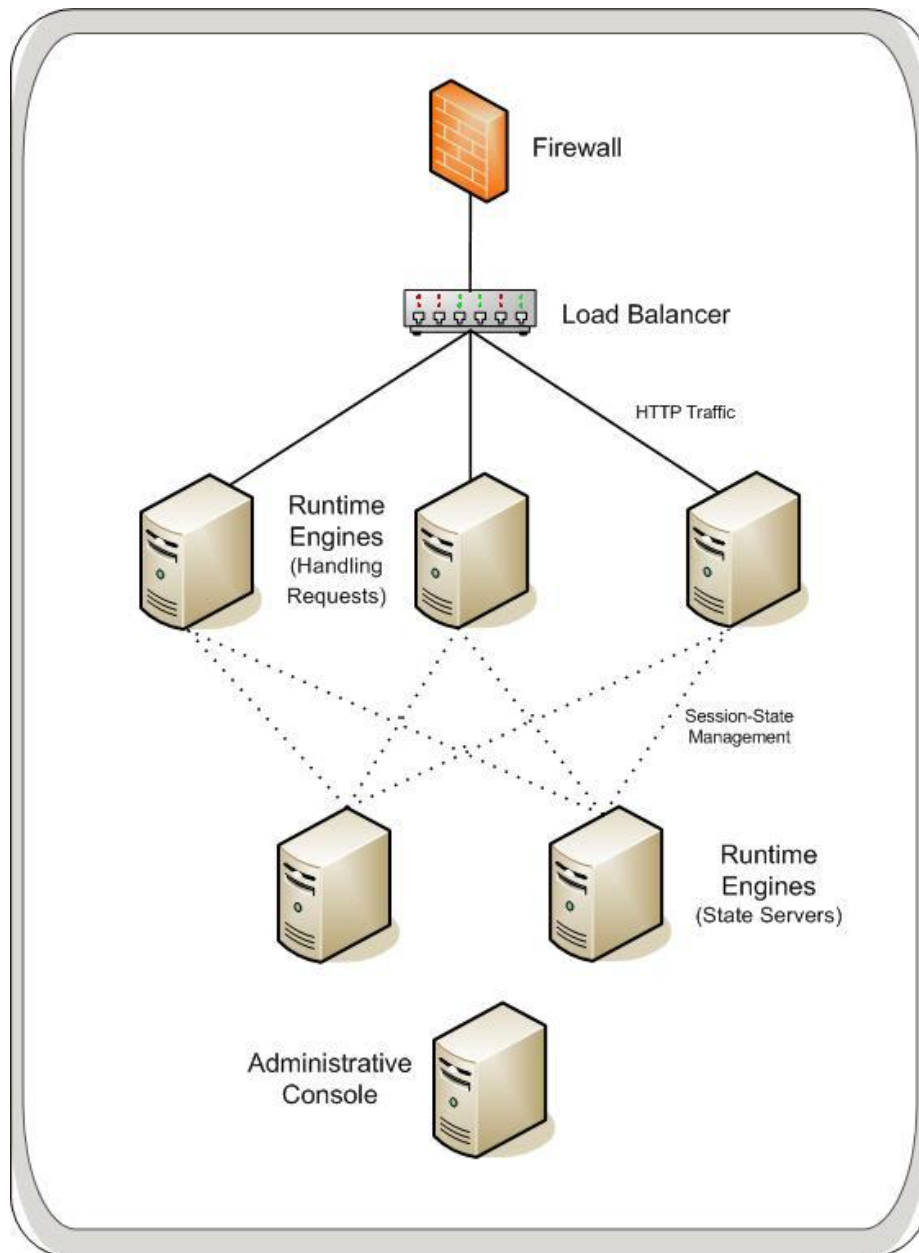 Firewall
Load Balancer
HTTP Traffic
Runtime
Engines
(Handling
Requests)
Session-State
Management
Runtime
Engines
(State Servers)
Administrative
Console